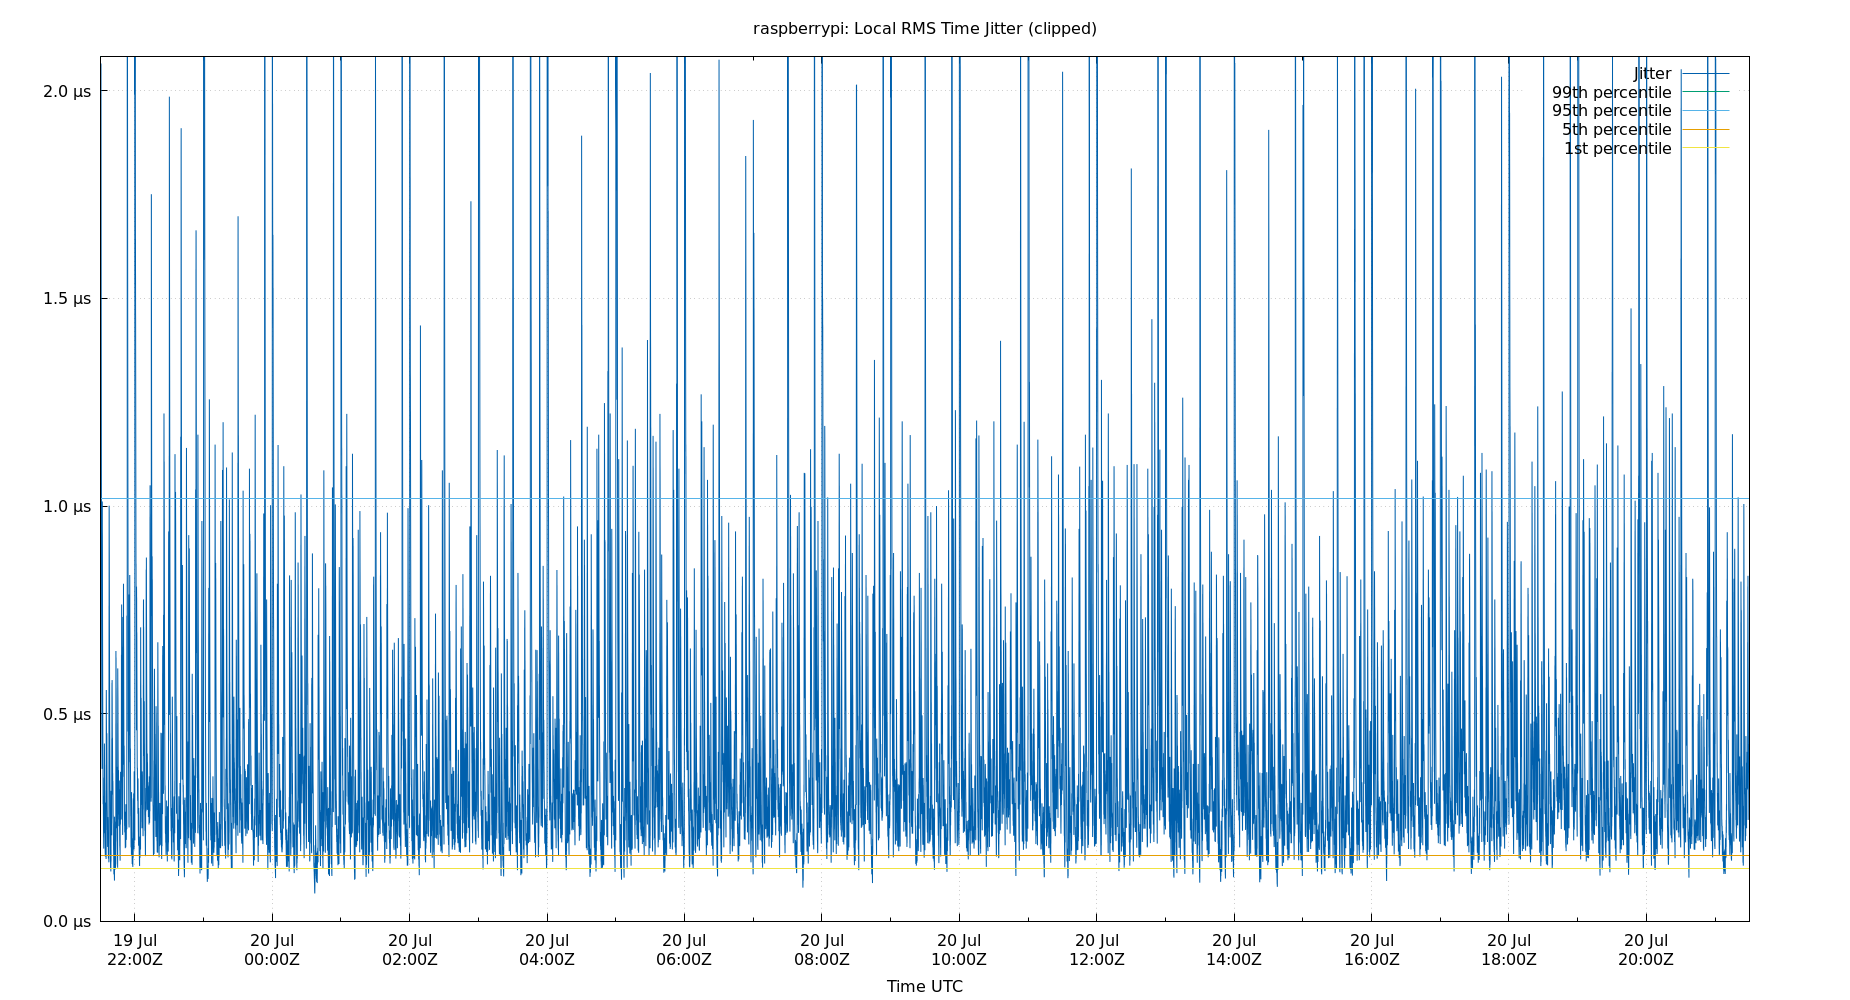 raspberrypi: Local RMS Time Jitter (clipped)
Jitter
99th percentile
95th percentile
5th percentile
1st percentile
2.0 μs
1.5 μs
1.0 μs
0.5 μs
0.0 μs
19 Jul 20 Jul 20 Jul 20 Jul 20 Jul 20 Jul 20 Jul 20 Jul 20 Jul 20 Jul 20 Jul 20 Jul
22:00Z 00:00Z 02:00Z 04:00Z 06:00Z 08:00Z 10:00Z 12:00Z 14:00Z 16:00Z 18:00Z 20:00Z
Time UTC